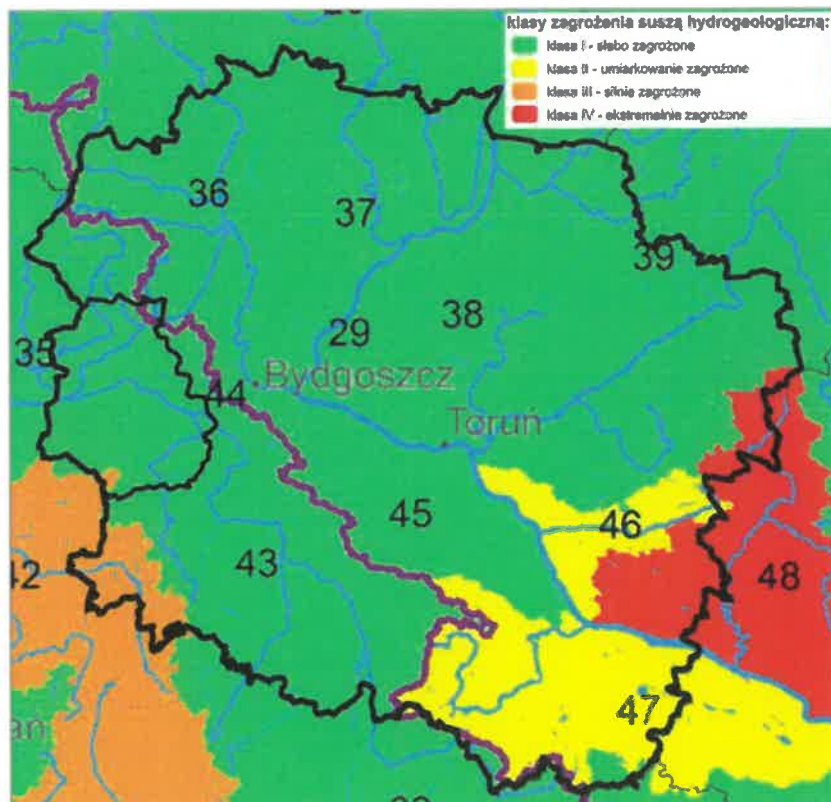 klasy zagrożenia suszą hydrogeologiczną:
klasa I - słabo zagrożone
klasa II - umiarkowanie zagrożone
klasa III - silnie zagrożone
klasa IV - ekstremalnie zagrożone
36
37
39
29
38
35
Bydgoszcz
44
Toruń
45
46
43
42
48
47